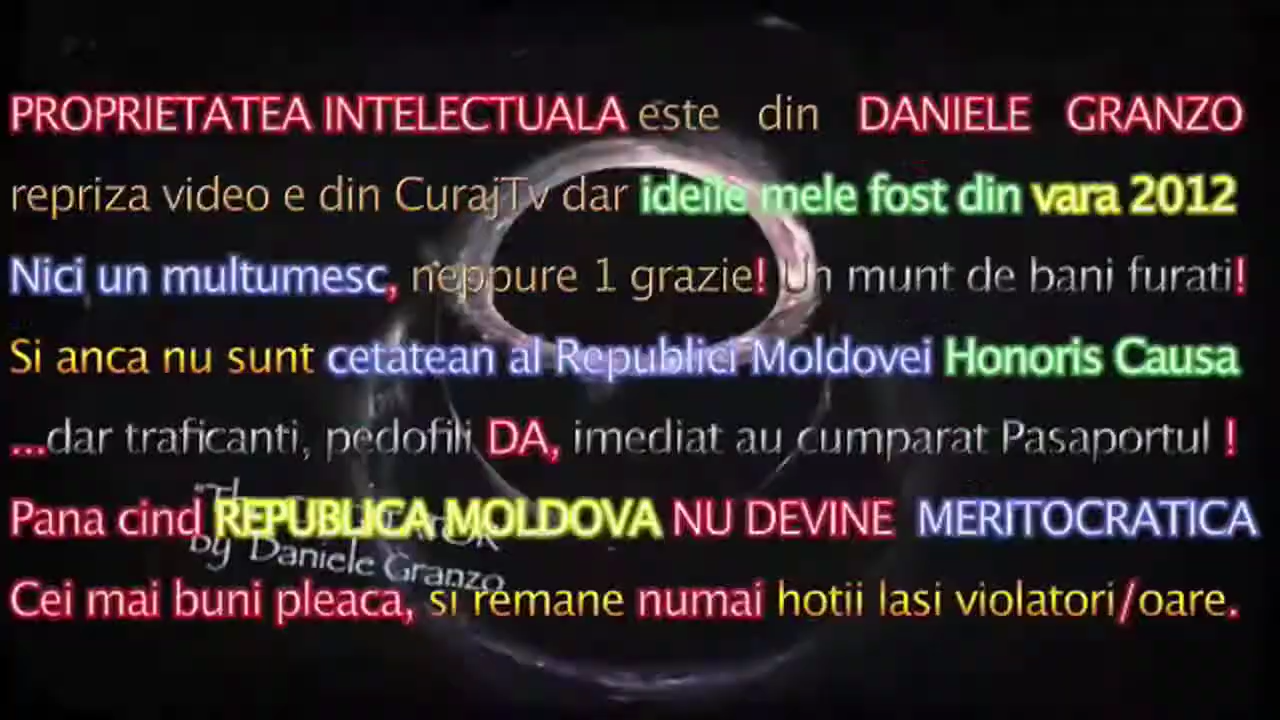 PROPRIETATEA INTELECTUALA este din DANIELE GRANZO
repriza video e din CurajTv dar ideile mele fost din vara 2012
Nici un multumesc, neppure 1 grazie! Un munt de bani furati!
Si anca nu sunt cetatean al Republici Moldovei Honoris Causa
...dar traficanti, pedofili DA, imediat au cumparat Pasaportul !
Pana cind REPUBLICA MOLDOVA NU DEVINE MERITOCRATICA
by Daniele Granzo
Cei mai buni pleaca, si remane numai hotii lasi violatori/oare.